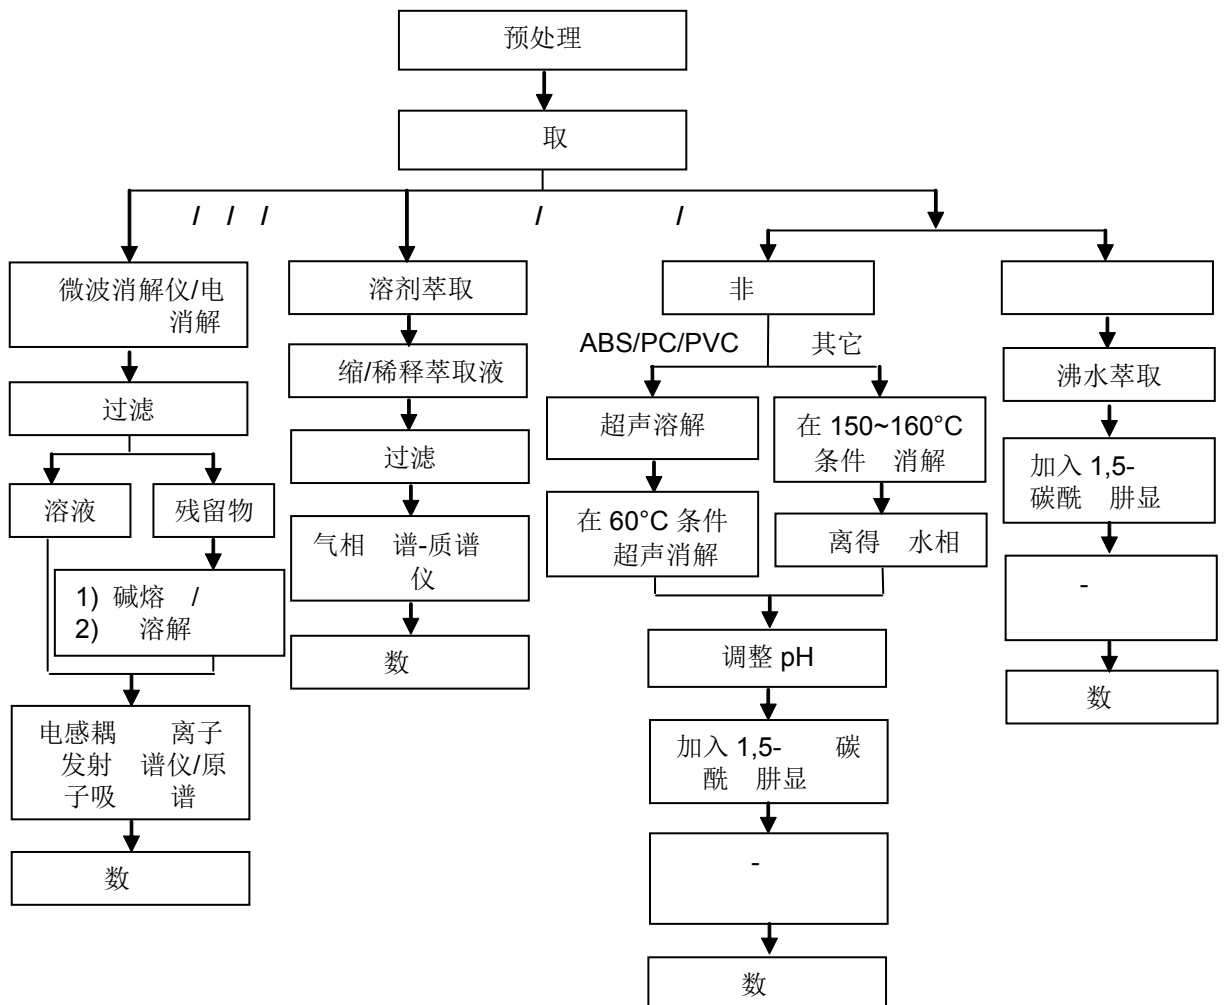 预处理
取
/ / /
/
/
微波消解仪/电
消解
过滤
溶液
残留物
1) 碱熔 /
2) 溶解
电感耦 离子
发射 谱仪/原
子吸 谱
数
溶剂萃取
缩/稀释萃取液
过滤
气相 谱-质谱
仪
数
非
ABS/PC/PVC
其它
超声溶解
在 60°C 条件
超声消解
在 150~160°C
条件 消解
离得 水相
调整 pH
加入 1,5- 碳
酰 肼显
-
数
沸水萃取
加入 1,5-
碳酰 肼显
-
数